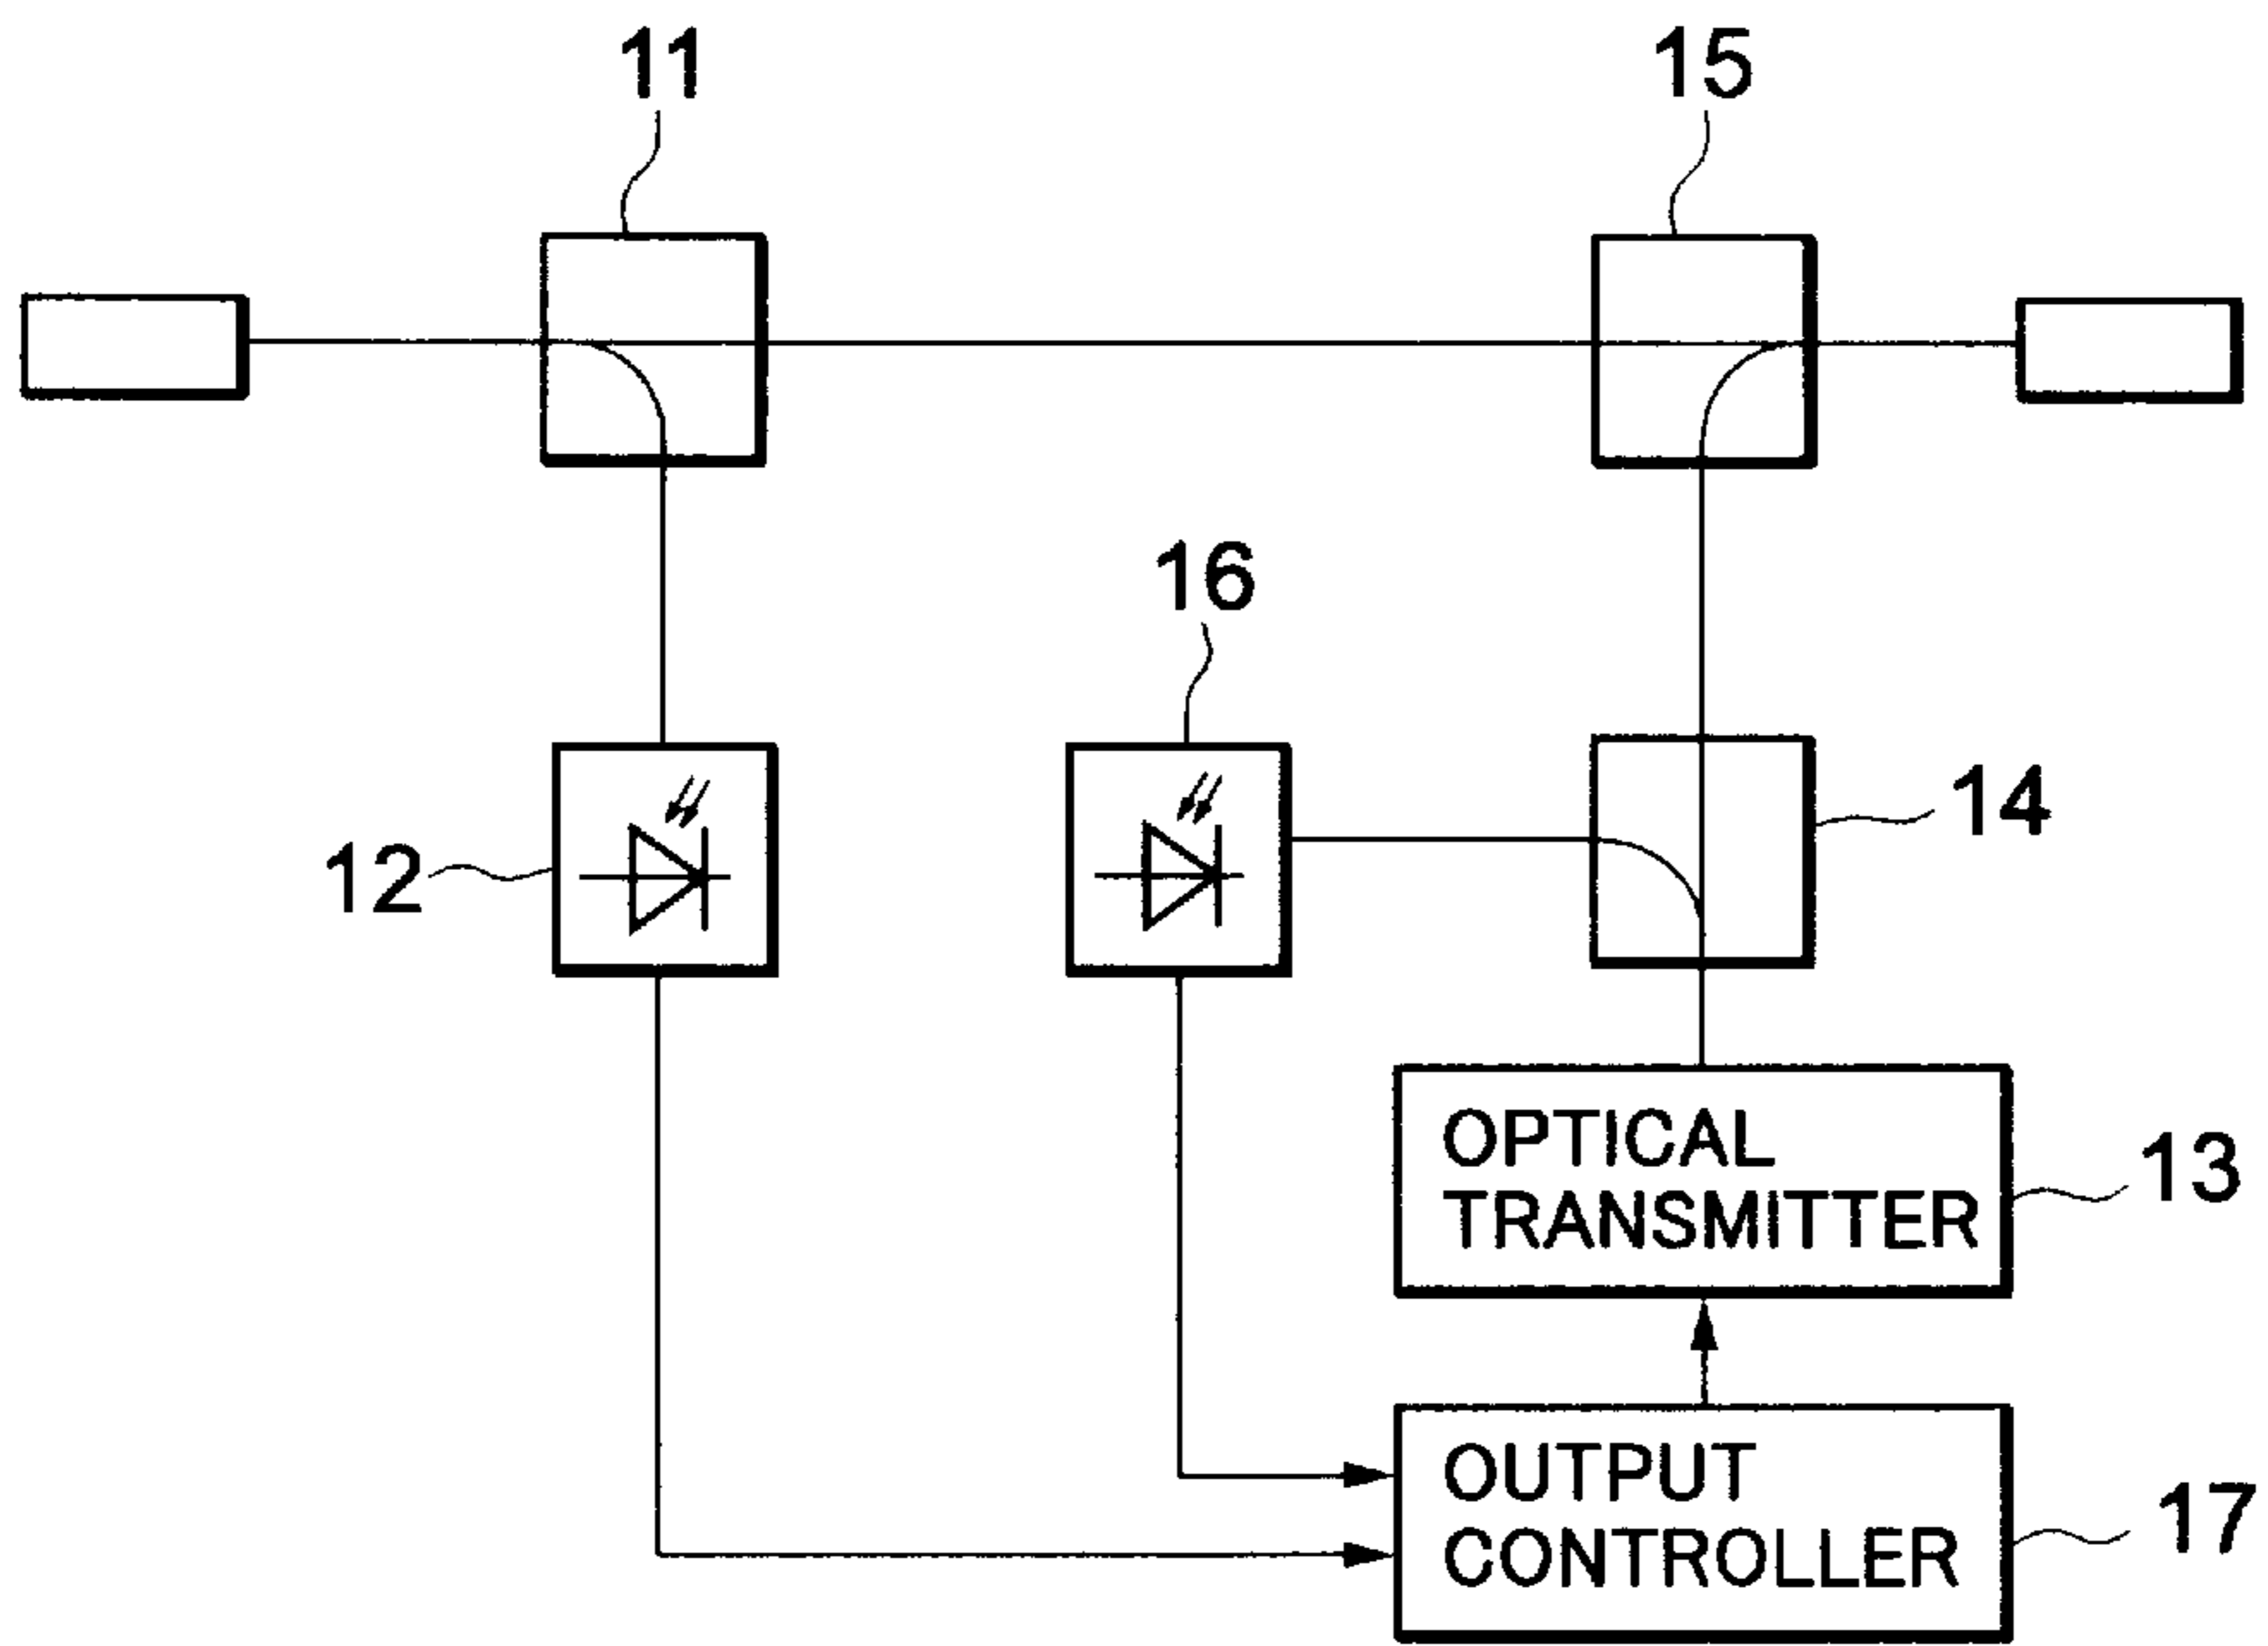 11
15
16
14
12
OPTICAL
TRANSMITTER
13
OUTPUT
CONTROLLER
17